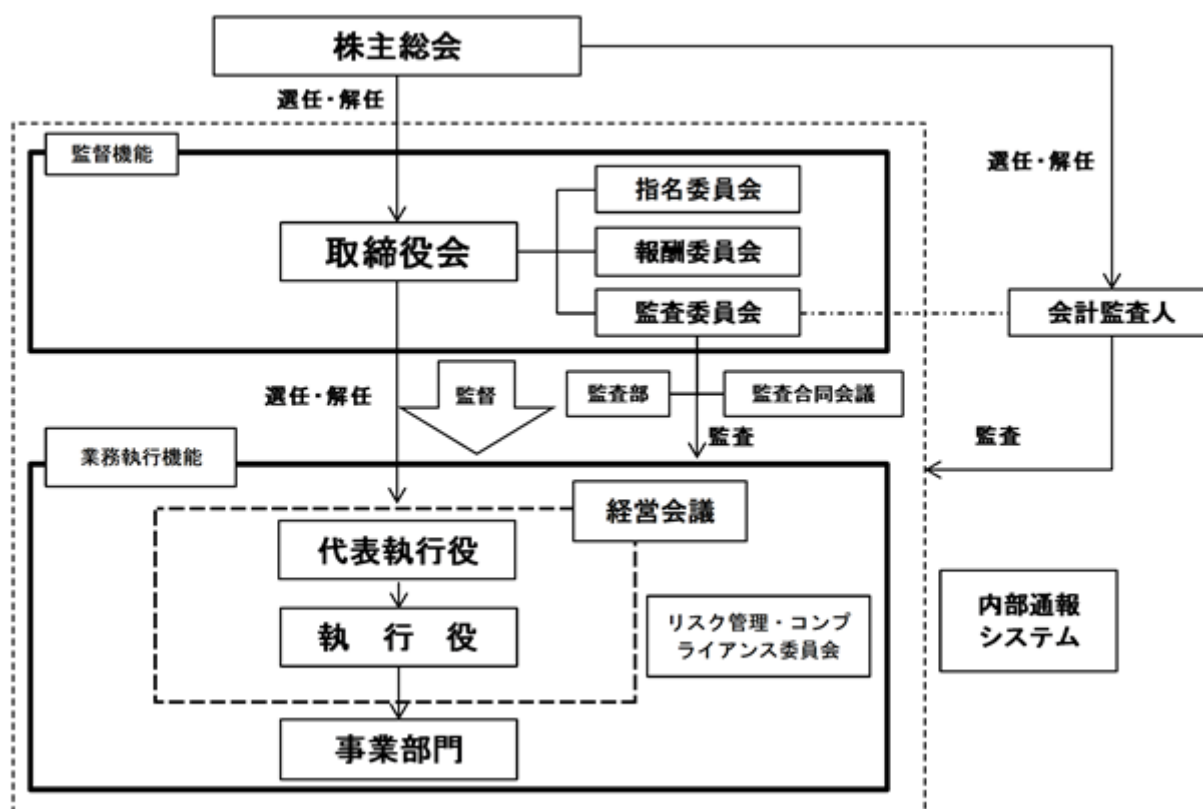 株主総会
選任・解任
監督機能
選任・解任
指名委員会
取締役会
報酬委員会
監査委員会
会計監査人
選任・解任
監督
監査部
監査合同会議
監査
監査
業務執行機能
経営会議
代表執行役
執 行 役
リスク管理・コンプ
ライアンス委員会
内部通報
システム
事業部門